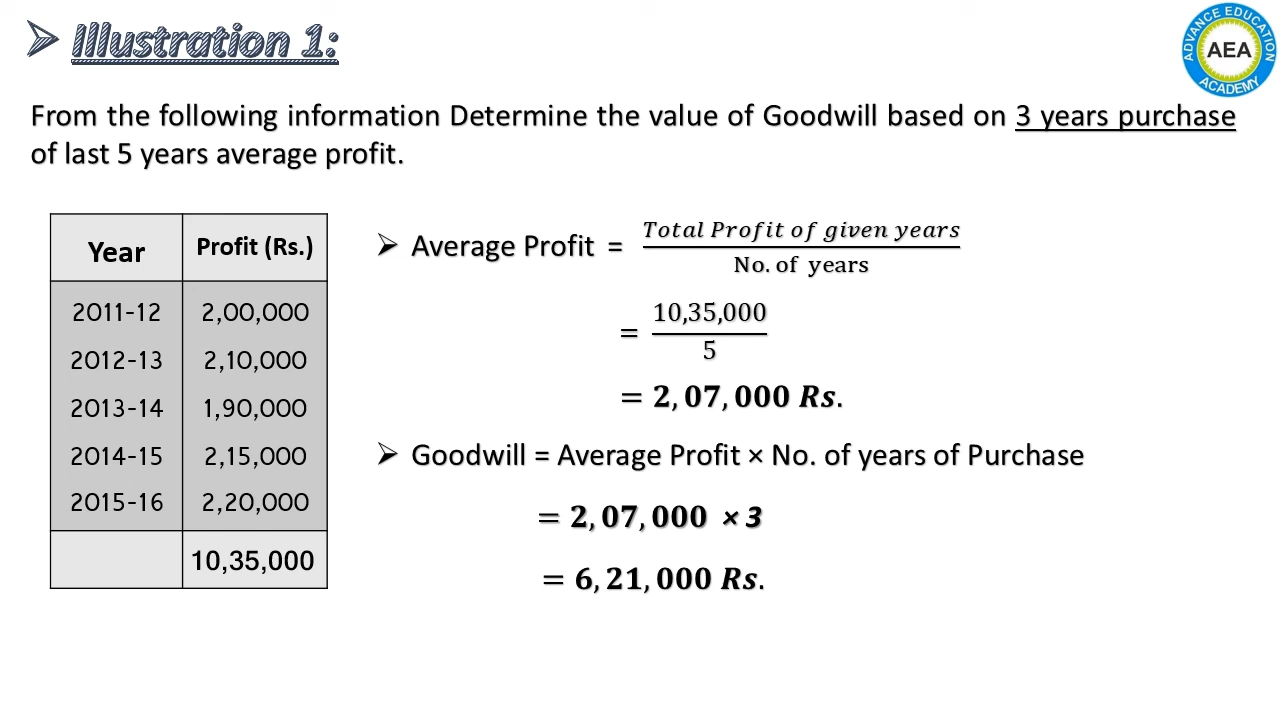 ➢ Illustration 1:
ADVANCE EDUCATION
AEA
ACADEMY
From the following information Determine the value of Goodwill based on 3 years purchase
of last 5 years average profit.
Year Profit (Rs.)
2011-12 2,00,000
2012-13 2,10,000
2013-14 1,90,000
2014-15 2,15,000
2015-16 2,20,000
10,35,000
➢ Average Profit = Total Profit of given years
No. of years
= 10,35,000
5
= 2, 07, 000 Rs.
➢ Goodwill = Average Profit × No. of years of Purchase
= 2, 07, 000 × 3
= 6, 21, 000 Rs.